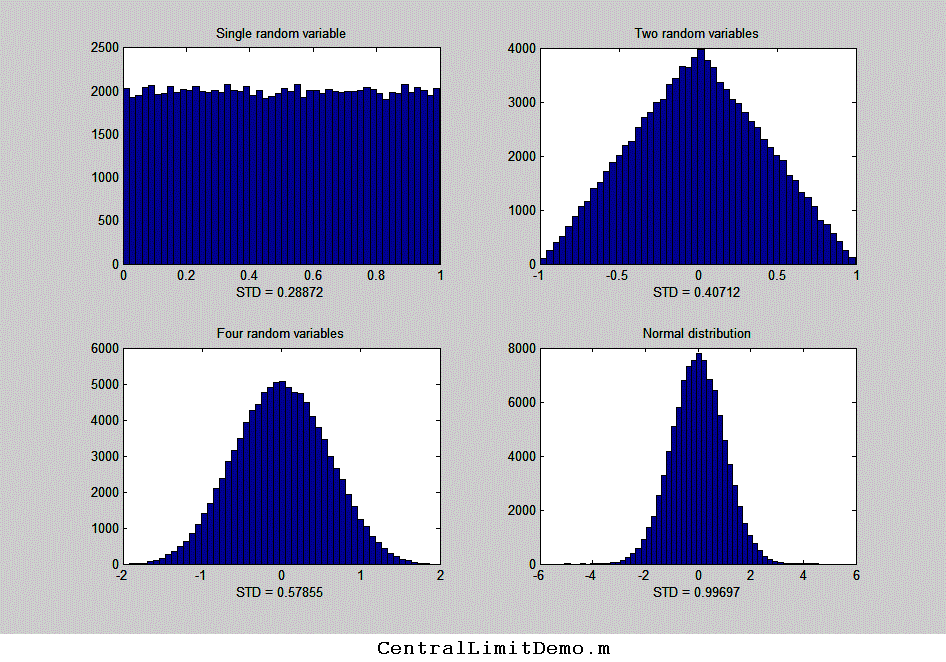 Single random variable
2500
2000
1500
1000
500
0
0 0.2 0.4 0.6 0.8 1
STD = 0.28872
Two random variables
4000
3000
2000
1000
0
-1 -0.5 0 0.5 1
STD = 0.40712
Four random variables
6000
5000
4000
3000
2000
1000
0
-2 -1 0 1 2
STD = 0.57855
Normal distribution
8000
6000
4000
2000
0
-6 -4 -2 0 2 4 6
STD = 0.99697
CentralLimitDemo.m